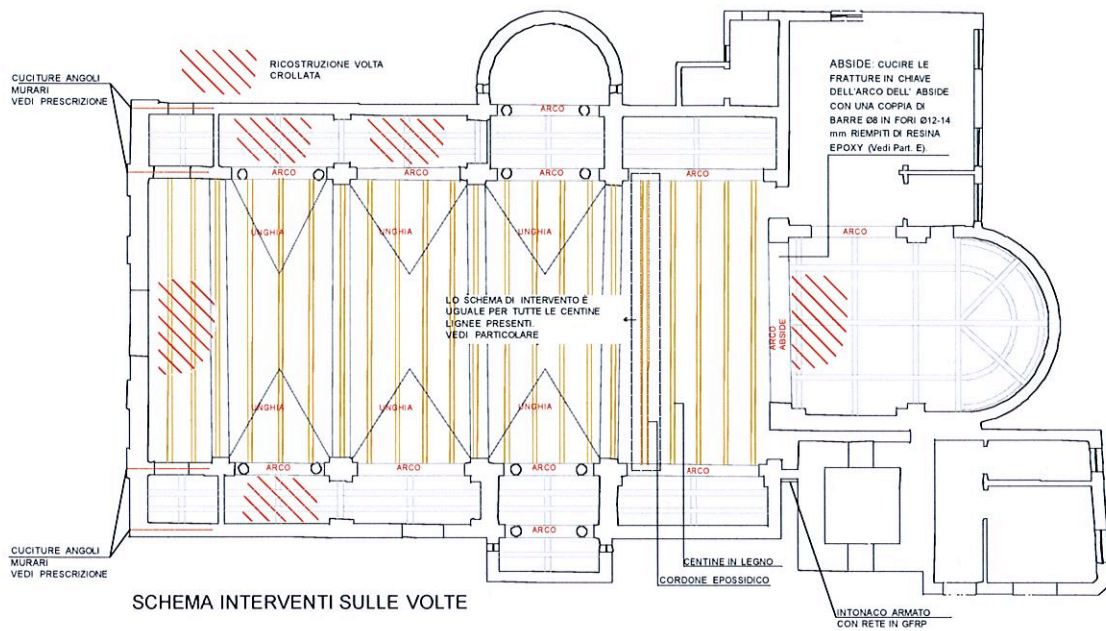 RICOSTRUZIONE VOLTA
CROLLATA
CUCITURE ANGOLI
MURARI
VEDI PRESCRIZIONE
ABSIDE: CUCIRE LE
FRATTURE IN CHIAVE
DELL'ARCO DELL' ABSIDE
CON UNA COPPIA DI
BARRE Ø8 IN FORI Ø12-14
mm RIEMPITI DI RESINA
EPOXY (Vedi Part. E).
ARCO
ARCO
ARCO
ARCO
ARCO
UNGHIA
UNGHIA
UNGHIA
ARCO
LO SCHEMA DI INTERVENTO È
UGUALE PER TUTTE LE CENTINE
LIGNEE PRESENTI.
VEDI PARTICOLARE
ARCO
ABSIDE
UNGHIA
UNGHIA
UNGHIA
ARCO
ARCO
ARCO
ARCO
ARCO
CUCITURE ANGOLI
MURARI
VEDI PRESCRIZIONE
CENTINE IN LEGNO
CORDONE EPOSSIDICO
SCHEMA INTERVENTI SULLE VOLTE
INTONACO ARMATO
CON RETE IN GFRP